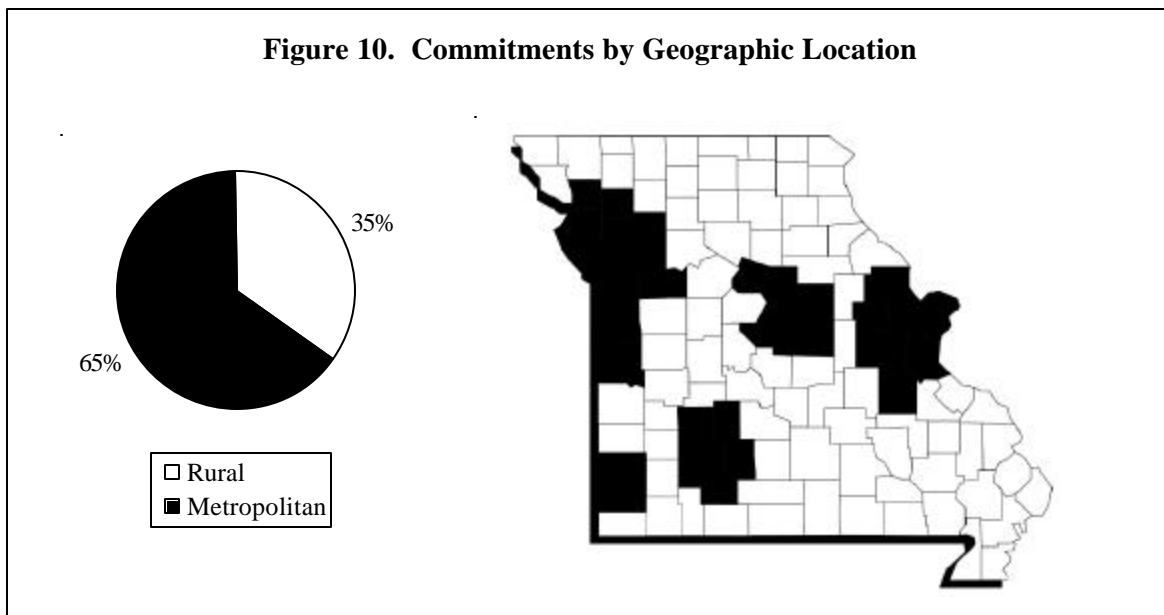 Figure 10.  Commitments by Geographic Location
35%
65%
Rural
Metropolitan